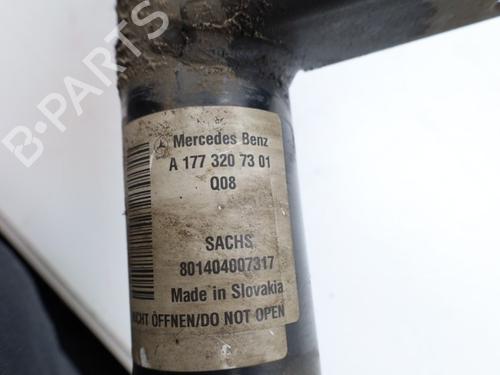 Mercedes Benz
A 177 320 73 01
Q08
SACHS
801404007317
Made in Slovakia
NICHT ÖFFNEN/DO NOT OPEN
B-PARTS